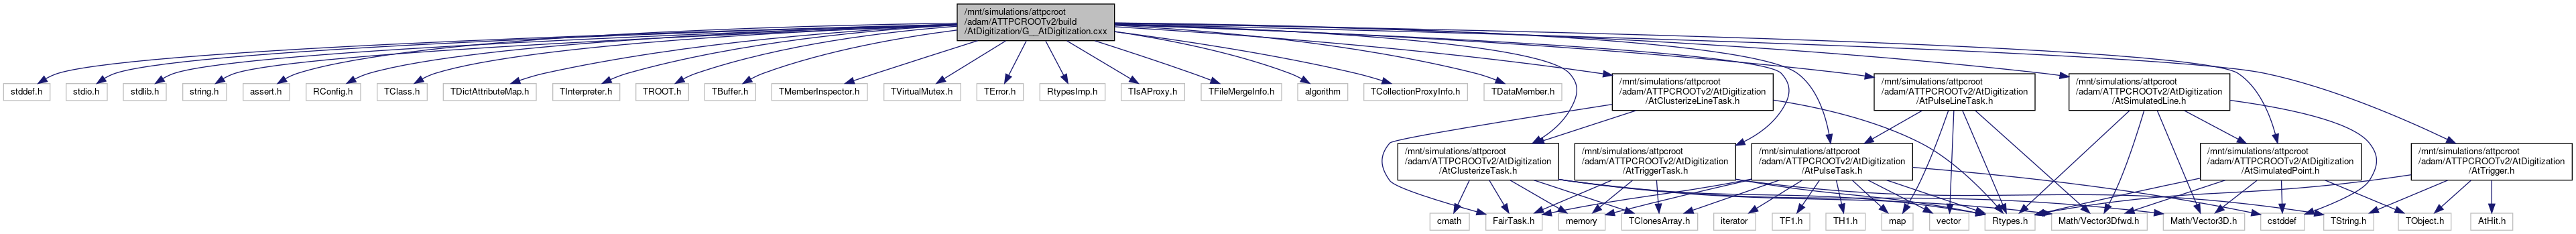 /mnt/simulations/attpcroot
/adam/ATTPCROOTv2/build
/AtDigitization/G__AtDigitization.cxx
stddef.h
stdio.h
stdlib.h
string.h
assert.h
RConfig.h
TClass.h
TDictAttributeMap.h
TInterpreter.h
TROOT.h
TBuffer.h
TMemberInspector.h
TVirtualMutex.h
TError.h
RtypesImp.h
TIsAProxy.h
TFileMergeInfo.h
algorithm
TCollectionProxyInfo.h
TDataMember.h
/mnt/simulations/attpcroot
/adam/ATTPCROOTv2/AtDigitization
/AtClusterizeLineTask.h
/mnt/simulations/attpcroot
/adam/ATTPCROOTv2/AtDigitization
/AtPulseLineTask.h
/mnt/simulations/attpcroot
/adam/ATTPCROOTv2/AtDigitization
/AtSimulatedLine.h
/mnt/simulations/attpcroot
/adam/ATTPCROOTv2/AtDigitization
/AtClusterizeTask.h
/mnt/simulations/attpcroot
/adam/ATTPCROOTv2/AtDigitization
/AtTriggerTask.h
/mnt/simulations/attpcroot
/adam/ATTPCROOTv2/AtDigitization
/AtPulseTask.h
/mnt/simulations/attpcroot
/adam/ATTPCROOTv2/AtDigitization
/AtSimulatedPoint.h
/mnt/simulations/attpcroot
/adam/ATTPCROOTv2/AtDigitization
/AtTrigger.h
cmath
FairTask.h
memory
TClonesArray.h
iterator
TF1.h
TH1.h
map
vector
Rtypes.h
Math/Vector3Dfwd.h
Math/Vector3D.h
cstddef
TString.h
TObject.h
AtHit.h